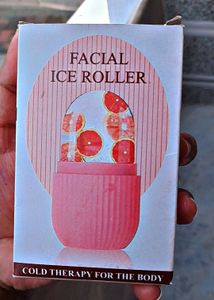 FACIAL
ICE ROLLER
COLD THERAPY FOR THE BODY